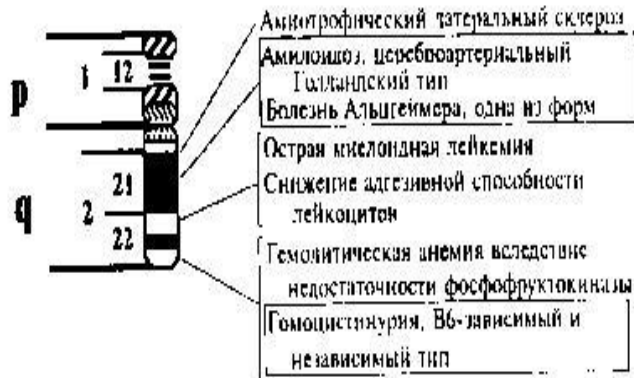 p
q
1
12
2
21
22
Амиотрофический латеральный склероз
Амилоидоз, церебвоартериальный
Голландский тип
Болезнь Альцгеймера, одна из форм
Острая миелоидная лейкемия
Снижение адгезивной способности
лейкоцитов
Гемолитическая анемия вследствие
недостаточности фосфофруктокиназы
Гомоцистинурия, В6-зависимый и
независимый тип